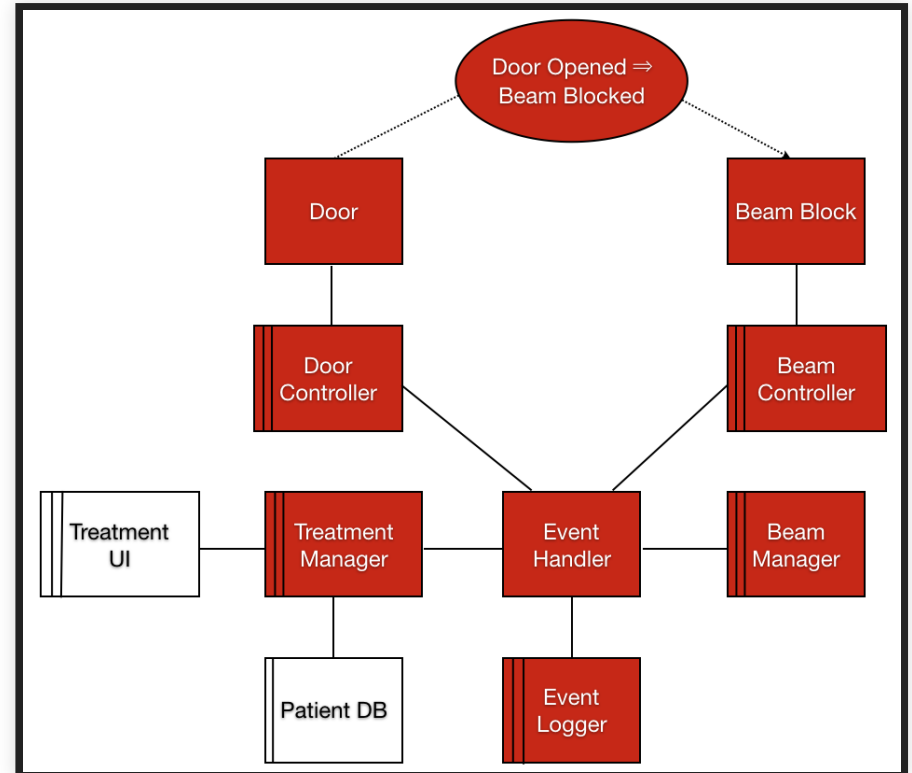 Door Opened ⇒
Beam Blocked
Door
Beam Block
Door
Controller
Beam
Controller
Treatment
UI
Treatment
Manager
Event
Handler
Beam
Manager
Patient DB
Event
Logger